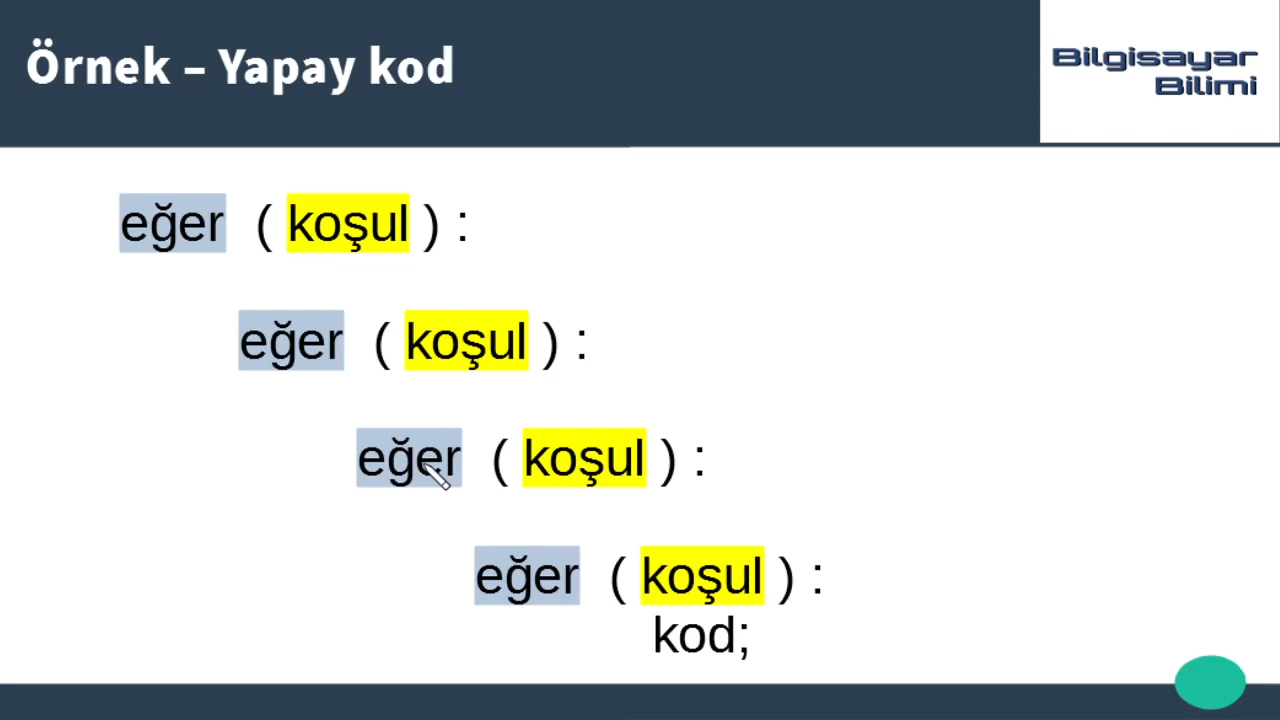 Örnek – Yapay kod
Bilgisayar
Bilimi
eğer ( koşul ) :
eğer ( koşul ) :
eğer ( koşul ) :
eğer ( koşul ) :
kod;